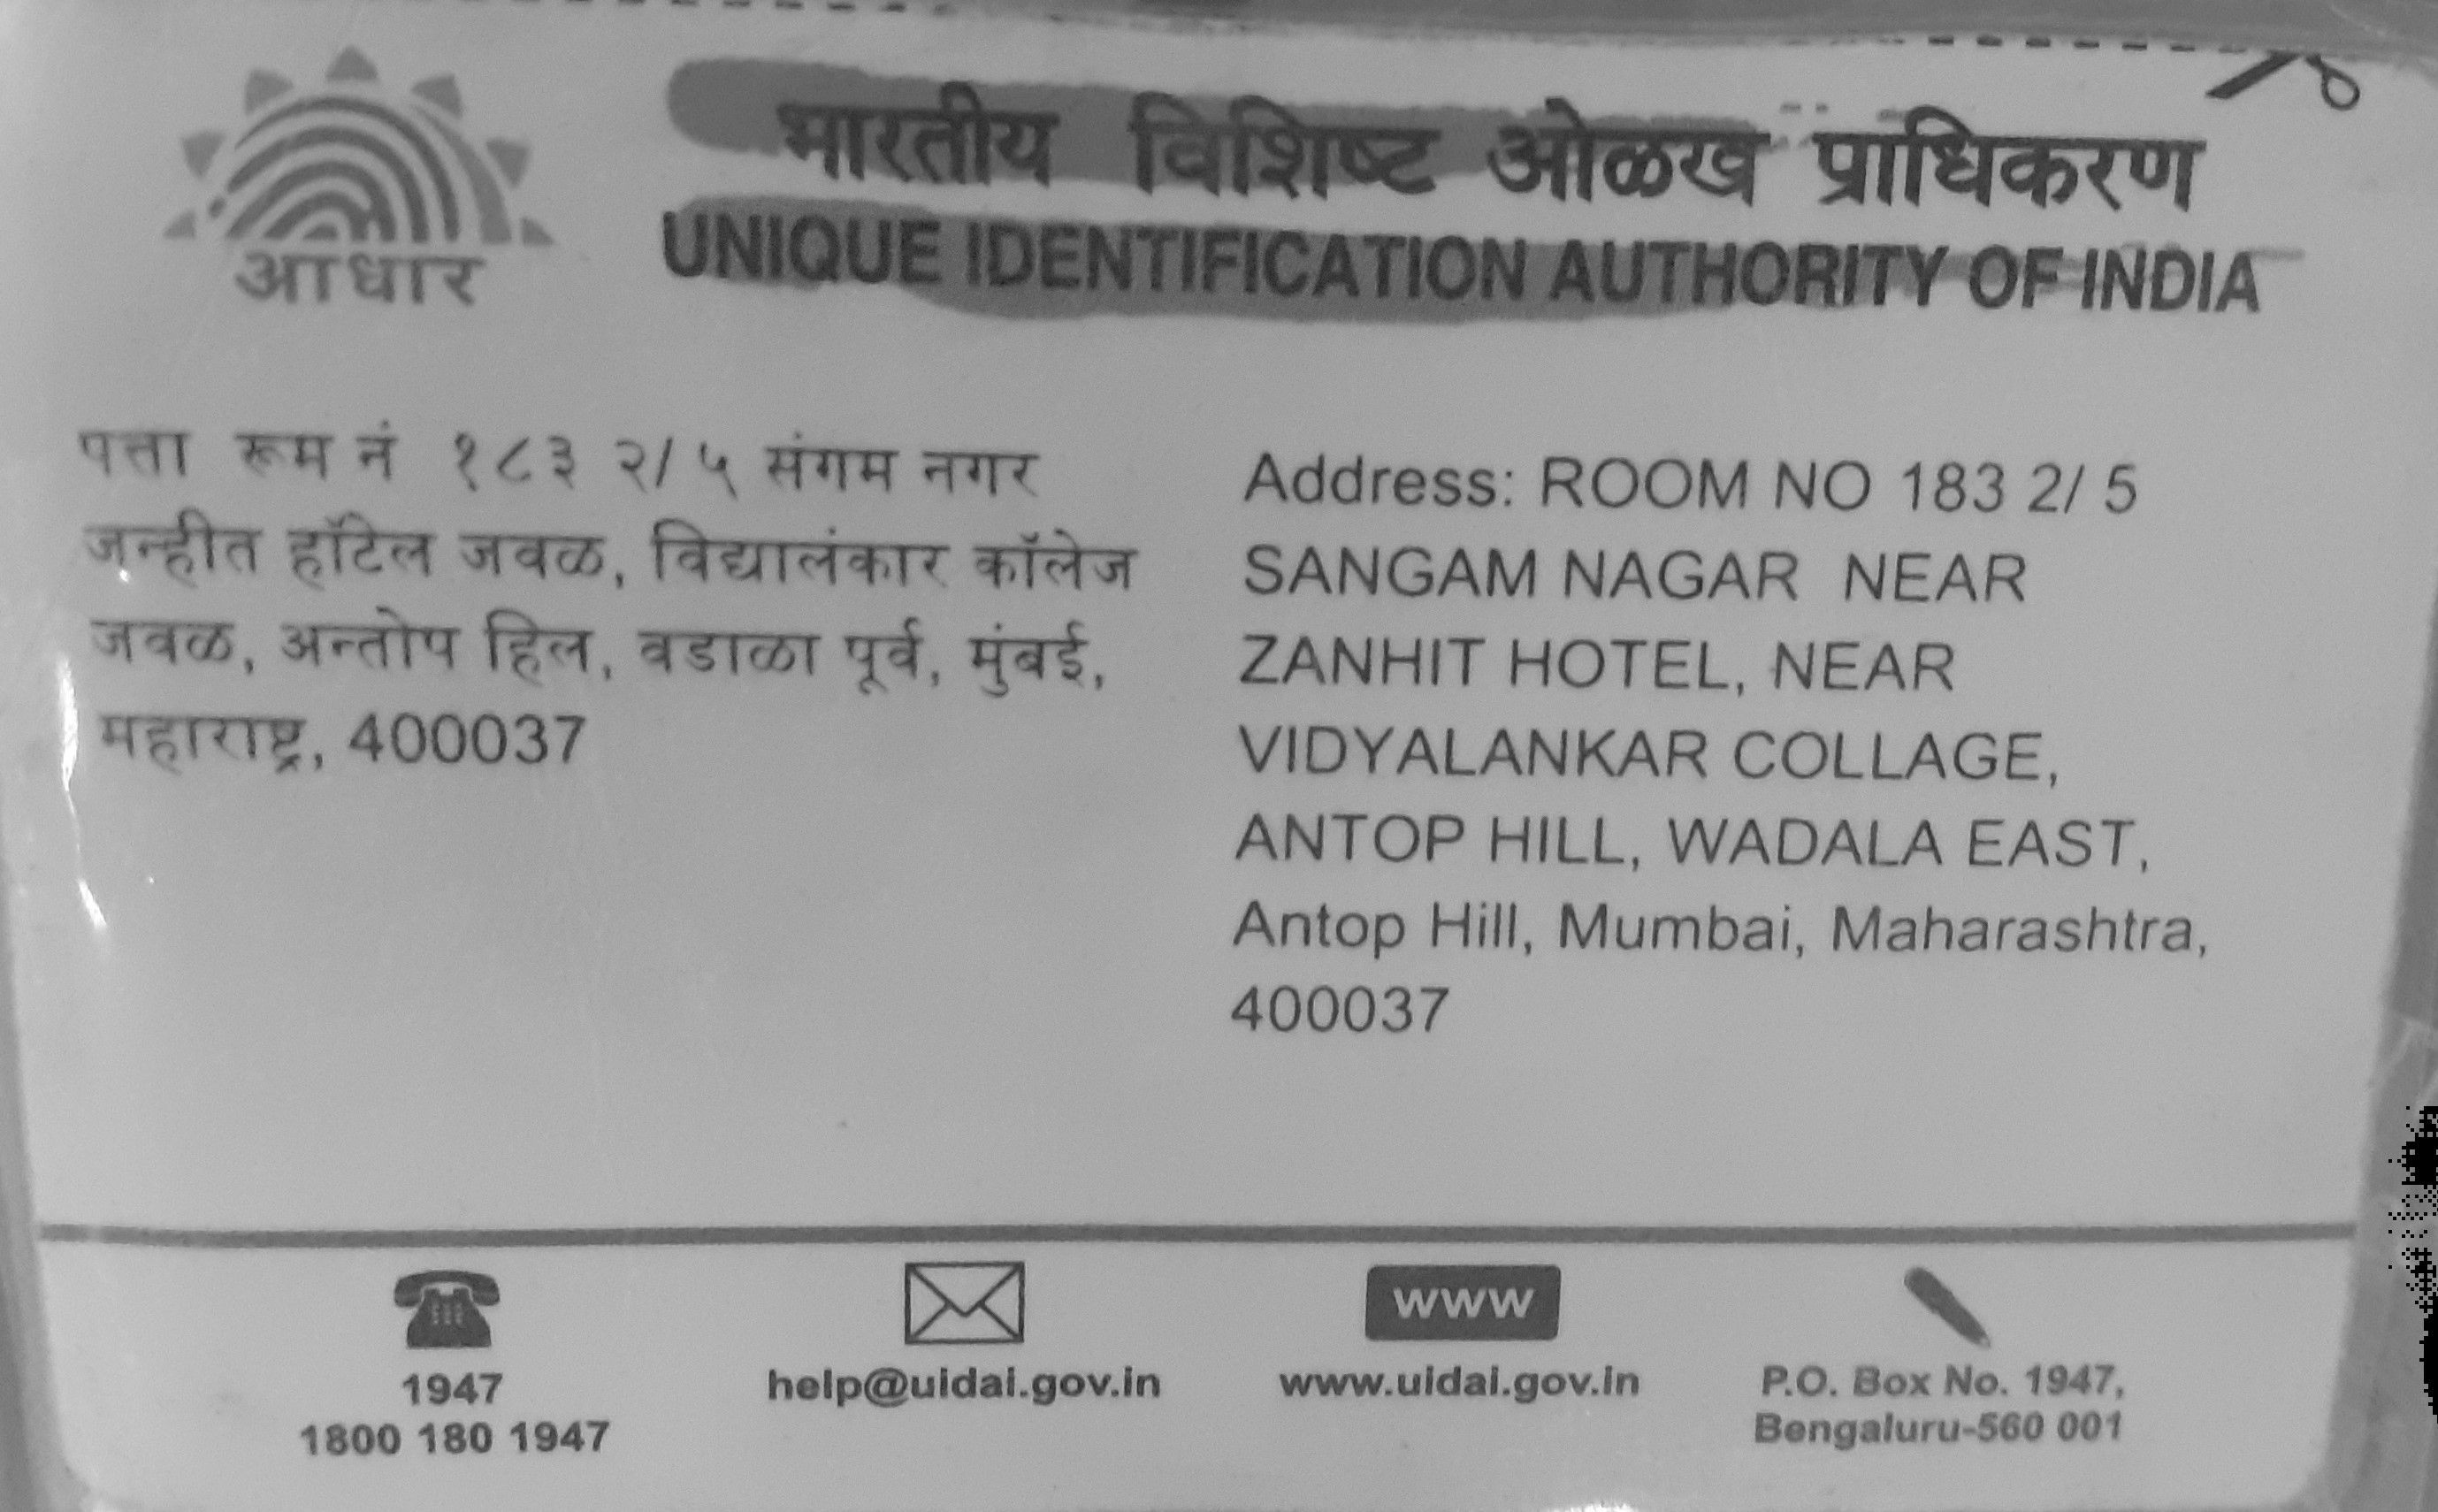 भारतीय विशिष्ट ओळख प्राधिकरण
UNIQUE IDENTIFICATION AUTHORITY OF INDIA
आधार
पत्ता रूम नं १८३ २/ ५ संगम नगर
जन्हीत हॉटेल जवळ, विद्यालंकार कॉलेज
जवळ, अन्तोप हिल, वडाळा पूर्व, मुंबई,
महाराष्ट्र, 400037
Address: ROOM NO 183 2/ 5
SANGAM NAGAR NEAR
ZANHIT HOTEL, NEAR
VIDYALANKAR COLLAGE,
ANTOP HILL, WADALA EAST,
Antop Hill, Mumbai, Maharashtra,
400037
1947
1800 180 1947
help@uidai.gov.in
www
www.uidai.gov.in
P.O. Box No. 1947,
Bengaluru-560 001